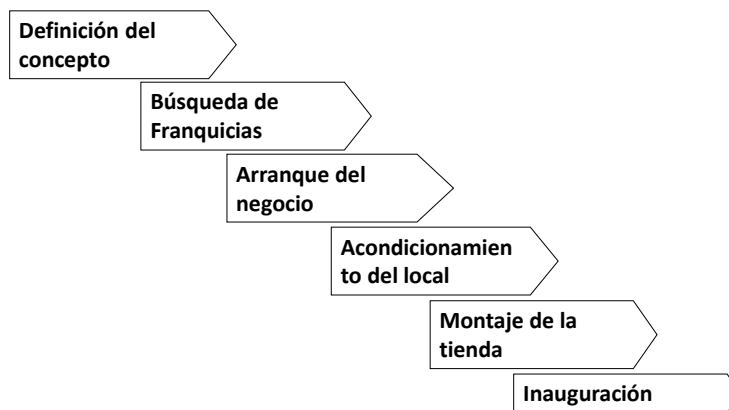 Definición del
concepto
Búsqueda de
Franquicias
Arranque del
negocio
Acondicionamien
to del local
Montaje de la
tienda
Inauguración